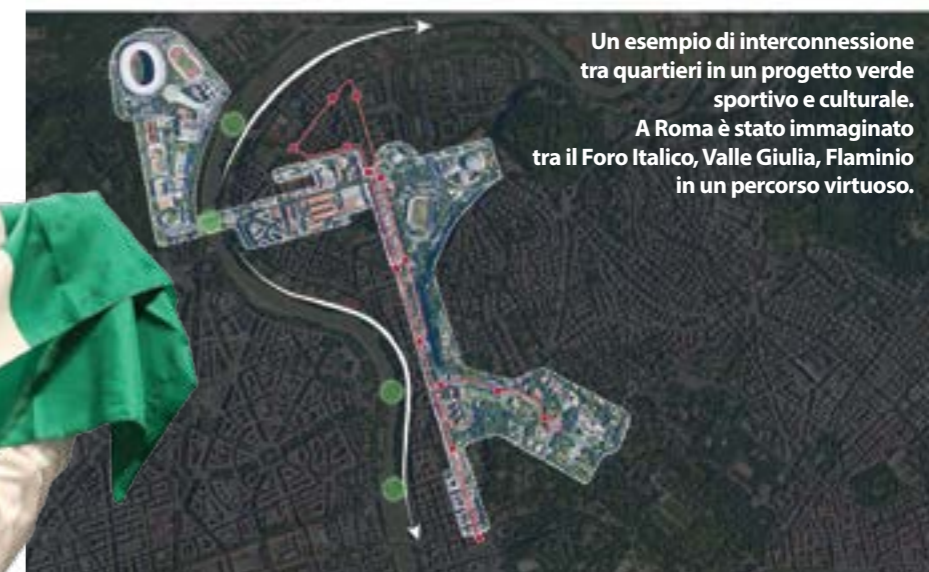 Un esempio di interconnessione
tra quartieri in un progetto verde
sportivo e culturale.
A Roma è stato immaginato
tra il Foro Italico, Valle Giulia, Flaminio
in un percorso virtuoso.